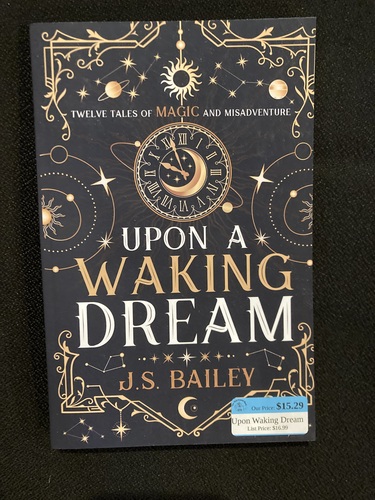 TWELVE TALES OF MAGIC AND MISADVENTURE
UPON A
WAKING
DREAM
J.S. BAILEY
Our Price: $15.29
Upon Waking Dream
List Price: $16.99